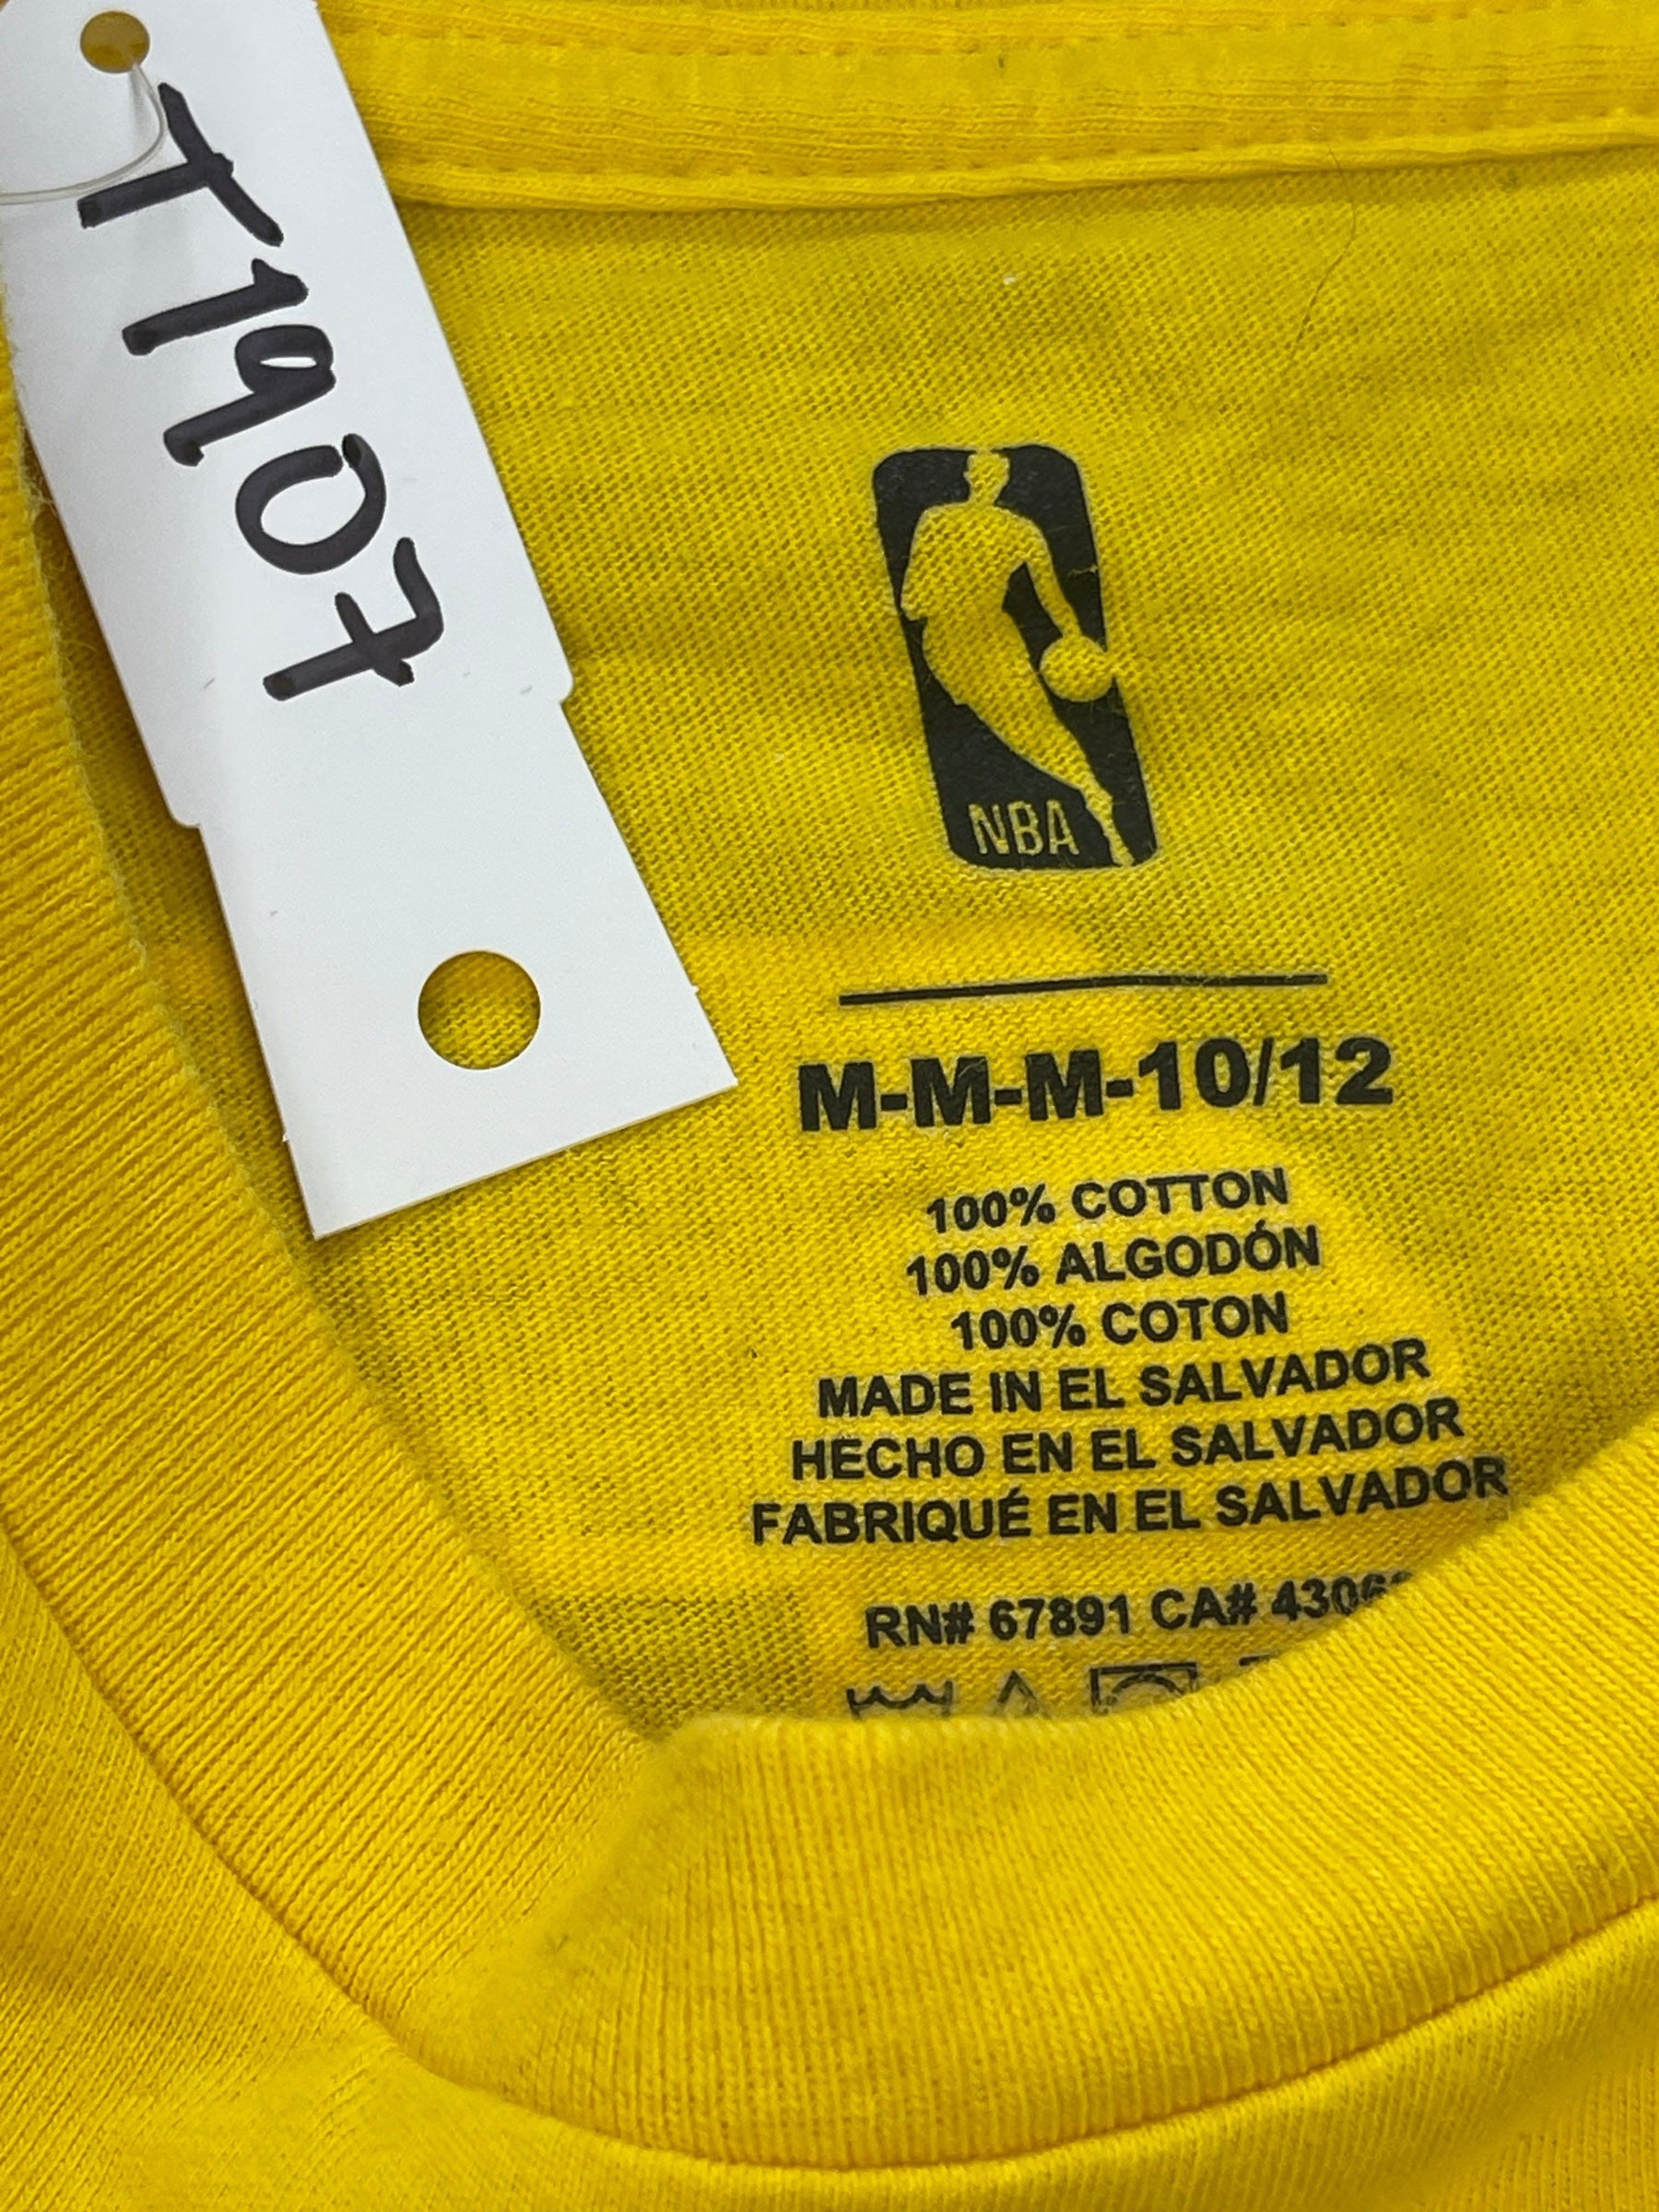 T1907
NBA
M-M-M-10/12
100% COTTON
100% ALGODÓN
100% COTON
MADE IN EL SALVADOR
HECHO EN EL SALVADOR
FABRIQUÉ EN EL SALVADOR
RN# 67891 CA#